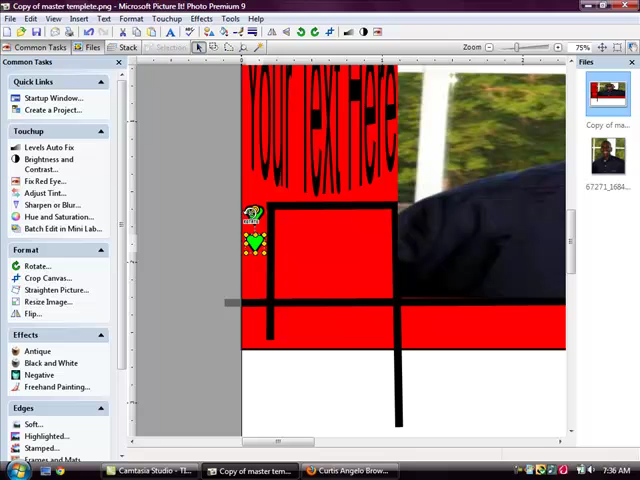 Copy of master templete.png - Microsoft Picture It! Premium 9
File Edit View Insert Text Format Touchup Effects Tools Help
Common Tasks Files Stack Selection Zoom 75%
Common Tasks
Files
Quick Links
Startup Window...
Create a Project...
Touchup
Levels Auto Fix
Brightness and
Contrast...
Fix Red Eye...
Adjust Tint...
Sharpen or Blur...
Hue and Saturation...
Batch Edit in Mini Lab...
Format
Rotate...
Crop Canvas...
Straighten Picture...
Resize Image...
Flip...
Effects
Antique
Black and White
Negative
Freehand Painting...
Edges
Soft...
Highlighted...
Stamped...
Frames and Mats
Your Text Here
Copy of ma...
67271_1684...
Camtasia Studio - TI...
Copy of master tem...
Curtis Angelo Brow...
7:36 AM